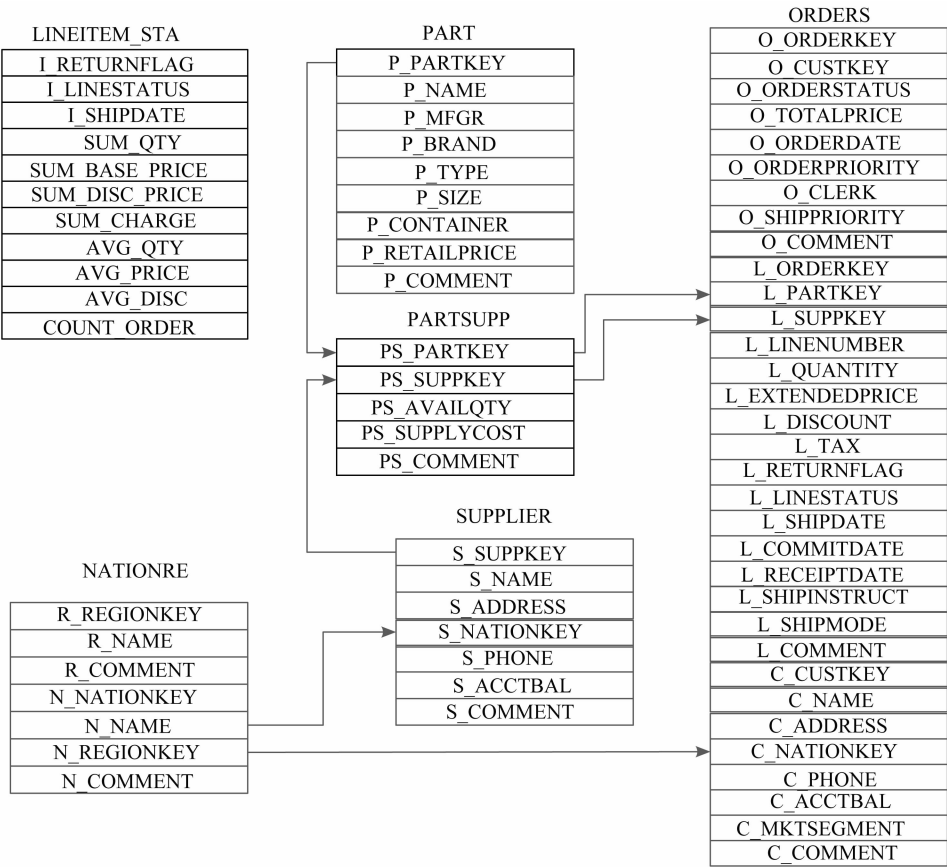 LINEITEM_STA
I_RETURNFLAG
I_LINESTATUS
I_SHIPDATE
SUM_QTY
SUM_BASE_PRICE
SUM_DISC_PRICE
SUM_CHARGE
AVG_QTY
AVG_PRICE
AVG_DISC
COUNT_ORDER
PART
P_PARTKEY
P_NAME
P_MFGR
P_BRAND
P_TYPE
P_SIZE
P_CONTAINER
P_RETAILPRICE
P_COMMENT
PARTSUPP
PS_PARTKEY
PS_SUPPKEY
PS_AVAILQTY
PS_SUPPLYCOST
PS_COMMENT
SUPPLIER
S_SUPPKEY
S_NAME
S_ADDRESS
S_NATIONKEY
S_PHONE
S_ACCTBAL
S_COMMENT
NATIONRE
R_REGIONKEY
R_NAME
R_COMMENT
N_NATIONKEY
N_NAME
N_REGIONKEY
N_COMMENT
ORDERS
O_ORDERKEY
O_CUSTKEY
O_ORDERSTATUS
O_TOTALPRICE
O_ORDERDATE
O_ORDERPRIORITY
O_CLERK
O_SHIPPRIORITY
O_COMMENT
L_ORDERKEY
L_PARTKEY
L_SUPPKEY
L_LINENUMBER
L_QUANTITY
L_EXTENDEDPRICE
L_DISCOUNT
L_TAX
L_RETURNFLAG
L_LINESTATUS
L_SHIPDATE
L_COMMITDATE
L_RECEIPTDATE
L_SHIPINSTRUCT
L_SHIPMODE
L_COMMENT
C_CUSTKEY
C_NAME
C_ADDRESS
C_NATIONKEY
C_PHONE
C_ACCTBAL
C_MKTSEGMENT
C_COMMENT